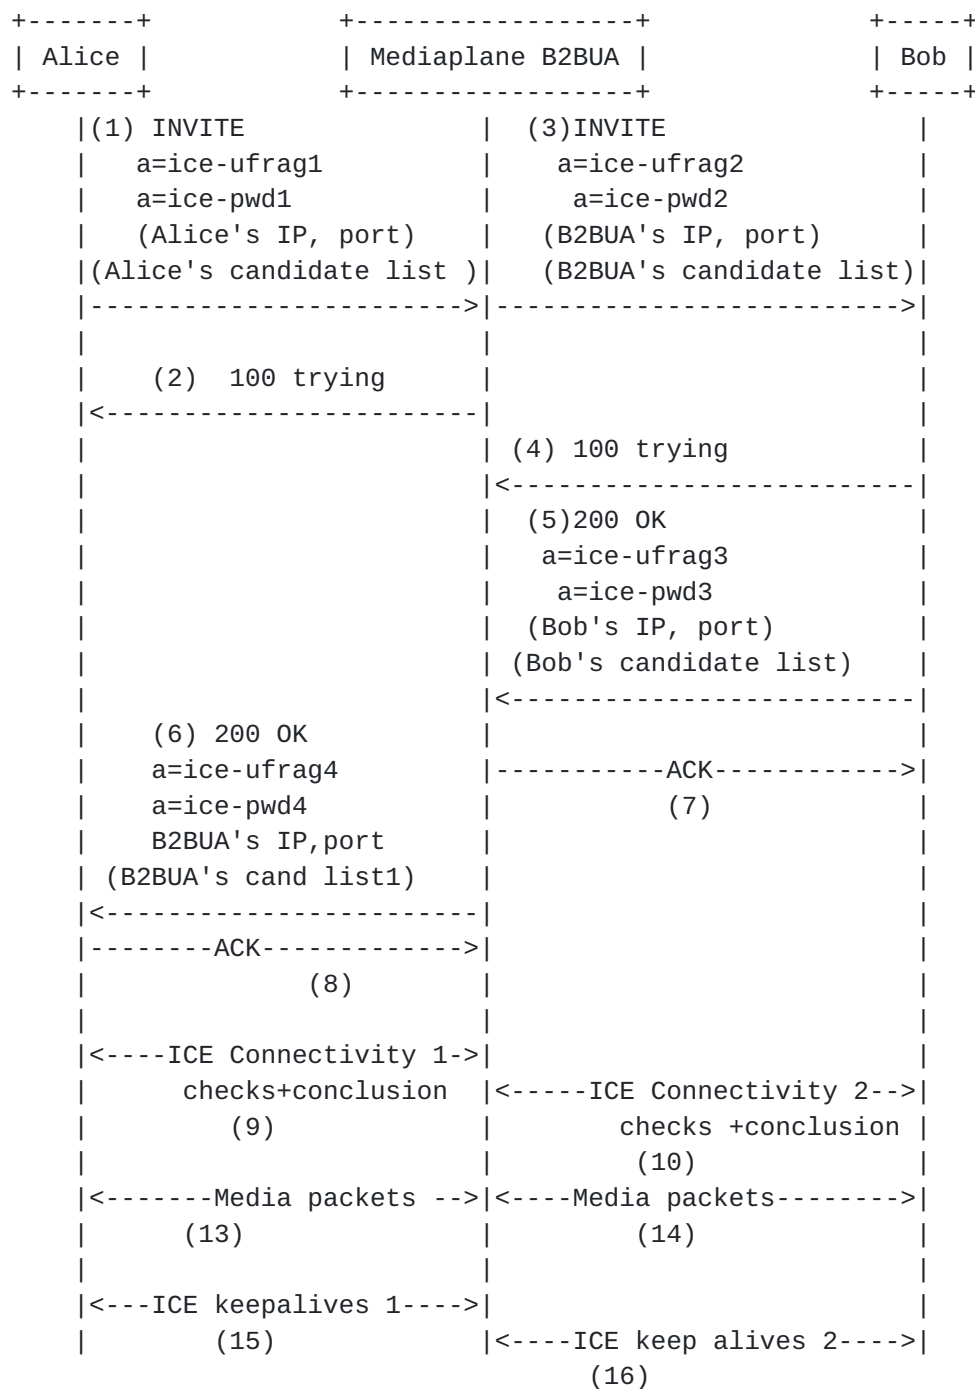 +-------+            +------------------+              +-----+
| Alice |            | Mediaplane B2BUA |              | Bob |
+-------+            +------------------+              +-----+
    |(1) INVITE               |  (3)INVITE                |
    |   a=ice-ufrag1          |    a=ice-ufrag2           |
    |   a=ice-pwd1            |     a=ice-pwd2            |
    |   (Alice's IP, port)    |   (B2BUA's IP, port)      |
    |(Alice's candidate list )|   (B2BUA's candidate list)|
    |------------------------>|-------------------------->|
    |                         |                           |
    |    (2)  100 trying      |                           |
    |<------------------------|                           |
    |                         | (4) 100 trying            |
    |                         |<--------------------------|
    |                         |  (5)200 OK                |
    |                         |   a=ice-ufrag3            |
    |                         |    a=ice-pwd3             |
    |                         |  (Bob's IP, port)         |
    |                         | (Bob's candidate list)    |
    |                         |<--------------------------|
    |    (6) 200 OK           |                           |
    |    a=ice-ufrag4         |-----------ACK------------>|
    |    a=ice-pwd4           |           (7)             |
    |    B2BUA's IP,port      |                           |
    | (B2BUA's cand list1)    |                           |
    |<------------------------|                           |
    |--------ACK------------->|                           |
    |              (8)        |                           |
    |                         |                           |
    |<----ICE Connectivity 1->|                           |
    |      checks+conclusion  |<-----ICE Connectivity 2-->|
    |         (9)             |        checks +conclusion |
    |                         |         (10)              |
    |<-------Media packets -->|<----Media packets-------->|
    |      (13)               |         (14)              |
    |                         |                           |
    |<---ICE keepalives 1---->|                           |
    |        (15)             |<----ICE keep alives 2---->|
                                     (16)